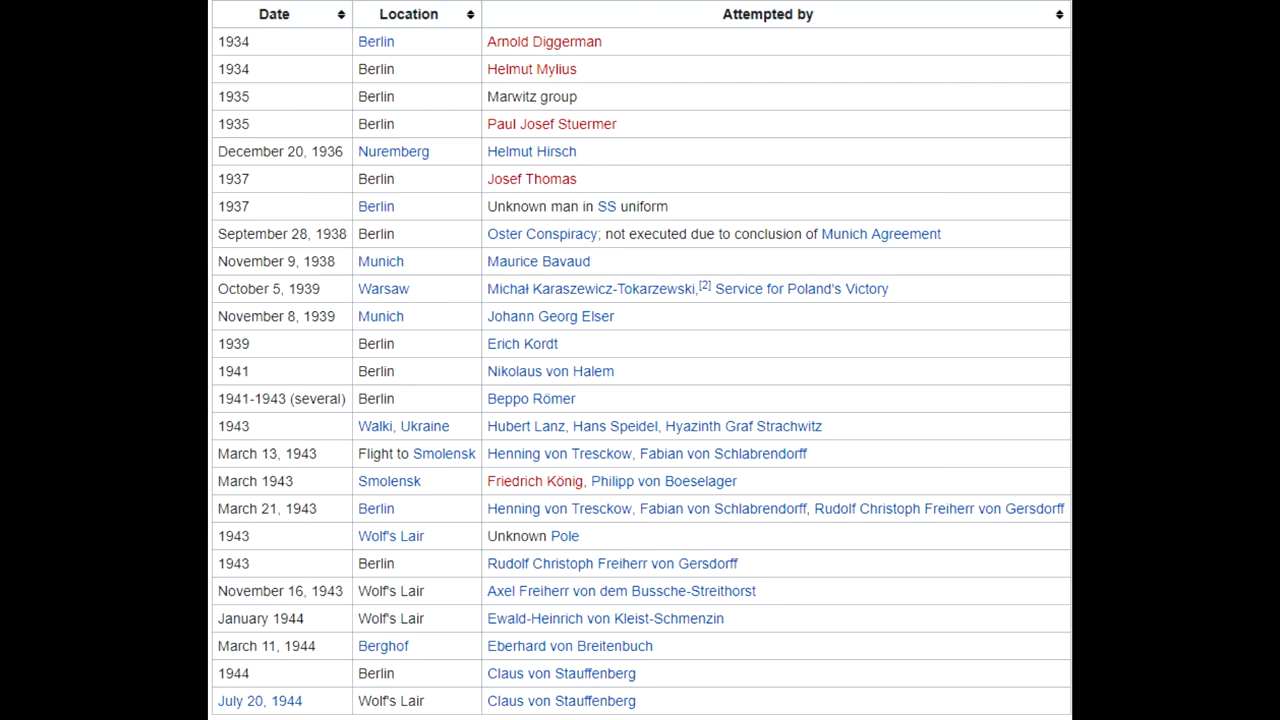 Date Location Attempted by
1934 Berlin Arnold Diggerman
1934 Berlin Helmut Mylius
1935 Berlin Marwitz group
1935 Berlin Paul Josef Stuermer
December 20, 1936 Nuremberg Helmut Hirsch
1937 Berlin Josef Thomas
1937 Berlin Unknown man in SS uniform
September 28, 1938 Berlin Oster Conspiracy; not executed due to conclusion of Munich Agreement
November 9, 1938 Munich Maurice Bavaud
October 5, 1939 Warsaw Michał Karaszewicz-Tokarzewski,[2] Service for Poland's Victory
November 8, 1939 Munich Johann Georg Elser
1939 Berlin Erich Kordt
1941 Berlin Nikolaus von Halem
1941-1943 (several) Berlin Beppo Römer
1943 Walki, Ukraine Hubert Lanz, Hans Speidel, Hyazinth Graf Strachwitz
March 13, 1943 Flight to Smolensk Henning von Tresckow, Fabian von Schlabrendorff
March 1943 Smolensk Friedrich König, Philipp von Boeselager
March 21, 1943 Berlin Henning von Tresckow, Fabian von Schlabrendorff, Rudolf Christoph Freiherr von Gersdorff
1943 Wolf's Lair Unknown Pole
1943 Berlin Rudolf Christoph Freiherr von Gersdorff
November 16, 1943 Wolf's Lair Axel Freiherr von dem Bussche-Streithorst
January 1944 Wolf's Lair Ewald-Heinrich von Kleist-Schmenzin
March 11, 1944 Berghof Eberhard von Breitenbuch
1944 Berlin Claus von Stauffenberg
July 20, 1944 Wolf's Lair Claus von Stauffenberg